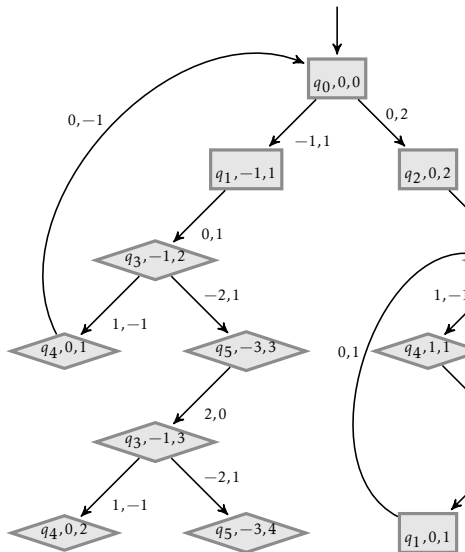 q0,0,0
0,−1
0,2
−1,1
q1,−1,1
q2,0,2
0,1
q3,−1,2
1,−1
−2,1
1,−1
q4,0,1
q5,−3,3
q4,1,1
0,1
2,0
q3,−1,3
1,−1
−2,1
q4,0,2
q5,−3,4
q1,0,1